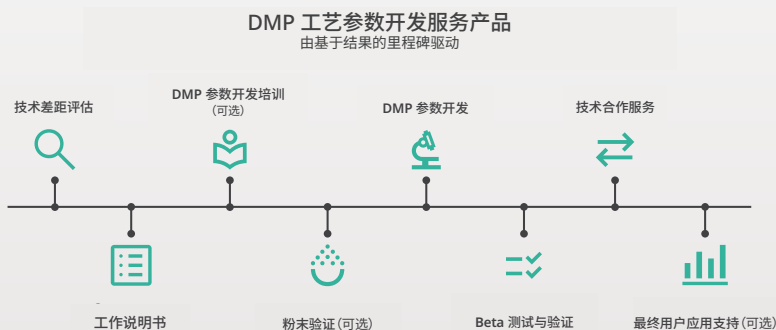 DMP 工艺参数开发服务产品
由基于结果的里程碑驱动
技术差距评估
DMP 参数开发培训
（可选）
DMP 参数开发
技术合作服务
工作说明书
粉末验证（可选）
Beta 测试与验证
最终用户应用支持（可选）